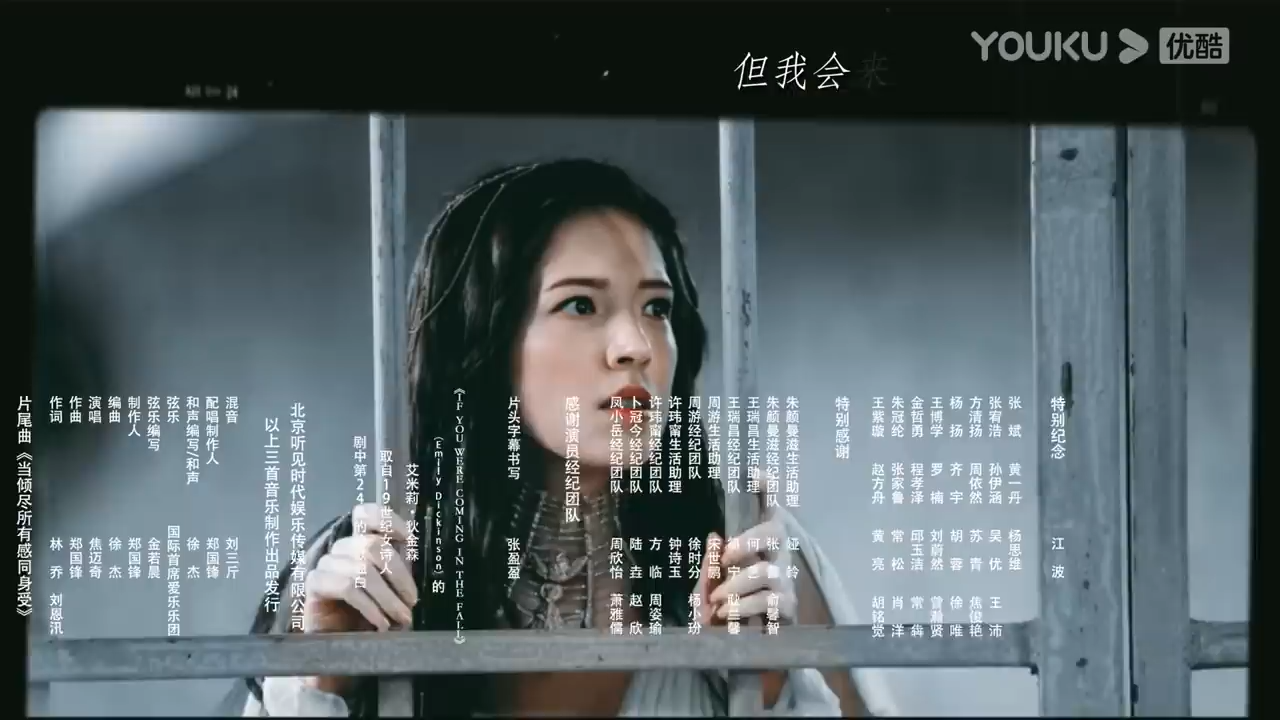 YOUKU 优酷
但我会来
特别纪念 江波
特别感谢
张斌 黄一丹 杨思维
张宥浩 孙伊涵 吴优 王沛
方清扬 周依然 苏青 焦俊艳
杨扬 齐宇 胡蓉 徐唯
王博学 罗楠 刘蔚然 曾瀚贤
金哲勇 程孝泽 邱玉洁 常犇
朱冠纶 张家鲁 常松 肖洋
王紫璇 赵方舟 黄亮 胡铭觉
感谢演员经纪团队
朱颜曼滋生活助理 娅铃
朱颜曼滋经纪团队 张 俞馨智
王瑞昌生活助理 何
王瑞昌经纪团队 宁 耿兰馨
周游生活助理 宋世鹏
周游经纪团队 徐时分 杨小玢
许玮甯生活助理 钟诗玉
许玮甯经纪团队 方临 周姿瑜
卜冠今经纪团队 陆垚 赵欣
凤小岳经纪团队 周欣怡 萧雅儒
片头字幕书写 张盈盈
《IF YOU WERE COMING IN THE FALL》
(Emily Dickinson) 的
艾米莉·狄金森
取自19世纪女诗人
剧中第24 白
北京听见时代娱乐传媒有限公司
以上三首音乐制作出品发行
混音 刘三斤
配唱制作人 郑国锋
和声编写/和声 徐杰
弦乐 国际首席爱乐乐团
弦乐编写 金若晨
制作人 郑国锋
编曲 徐杰
演唱 焦迈奇
作曲 郑国锋
作词 林乔 刘恩汛
片尾曲《当倾尽所有感同身受》